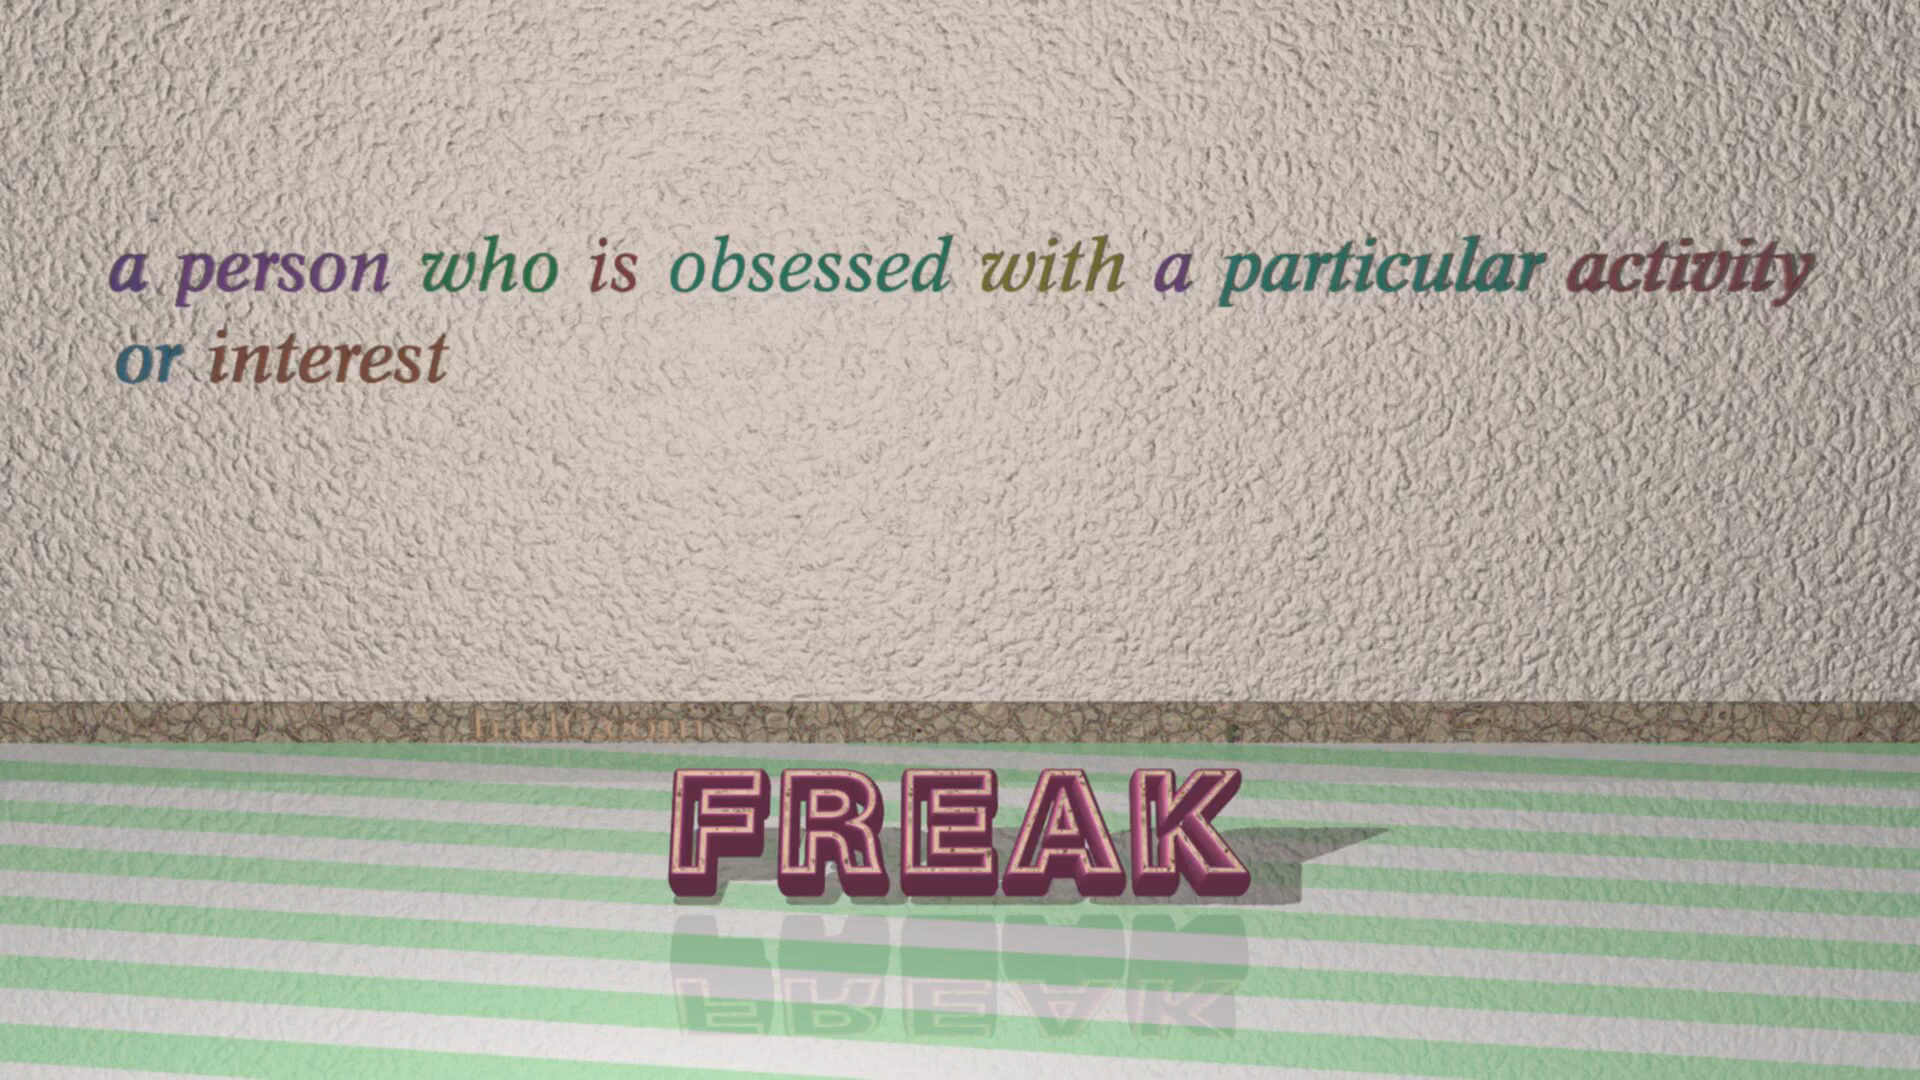 a person who is obsessed with a particular activity
or interest
FREAK